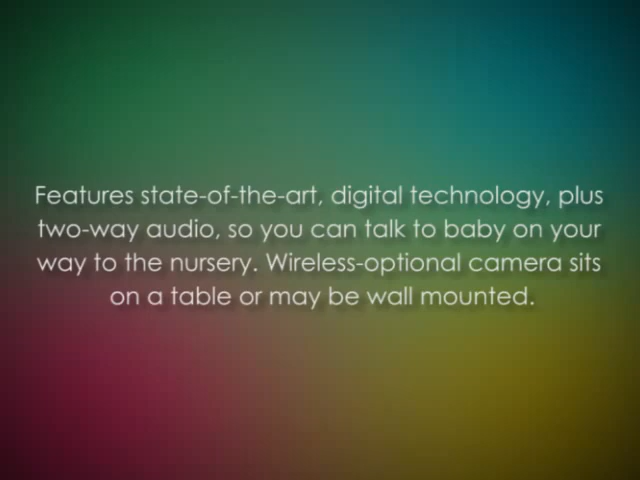 Features state-of-the-art, digital technology, plus
two-way audio, so you can talk to baby on your
way to the nursery. Wireless-optional camera sits
on a table or may be wall mounted.